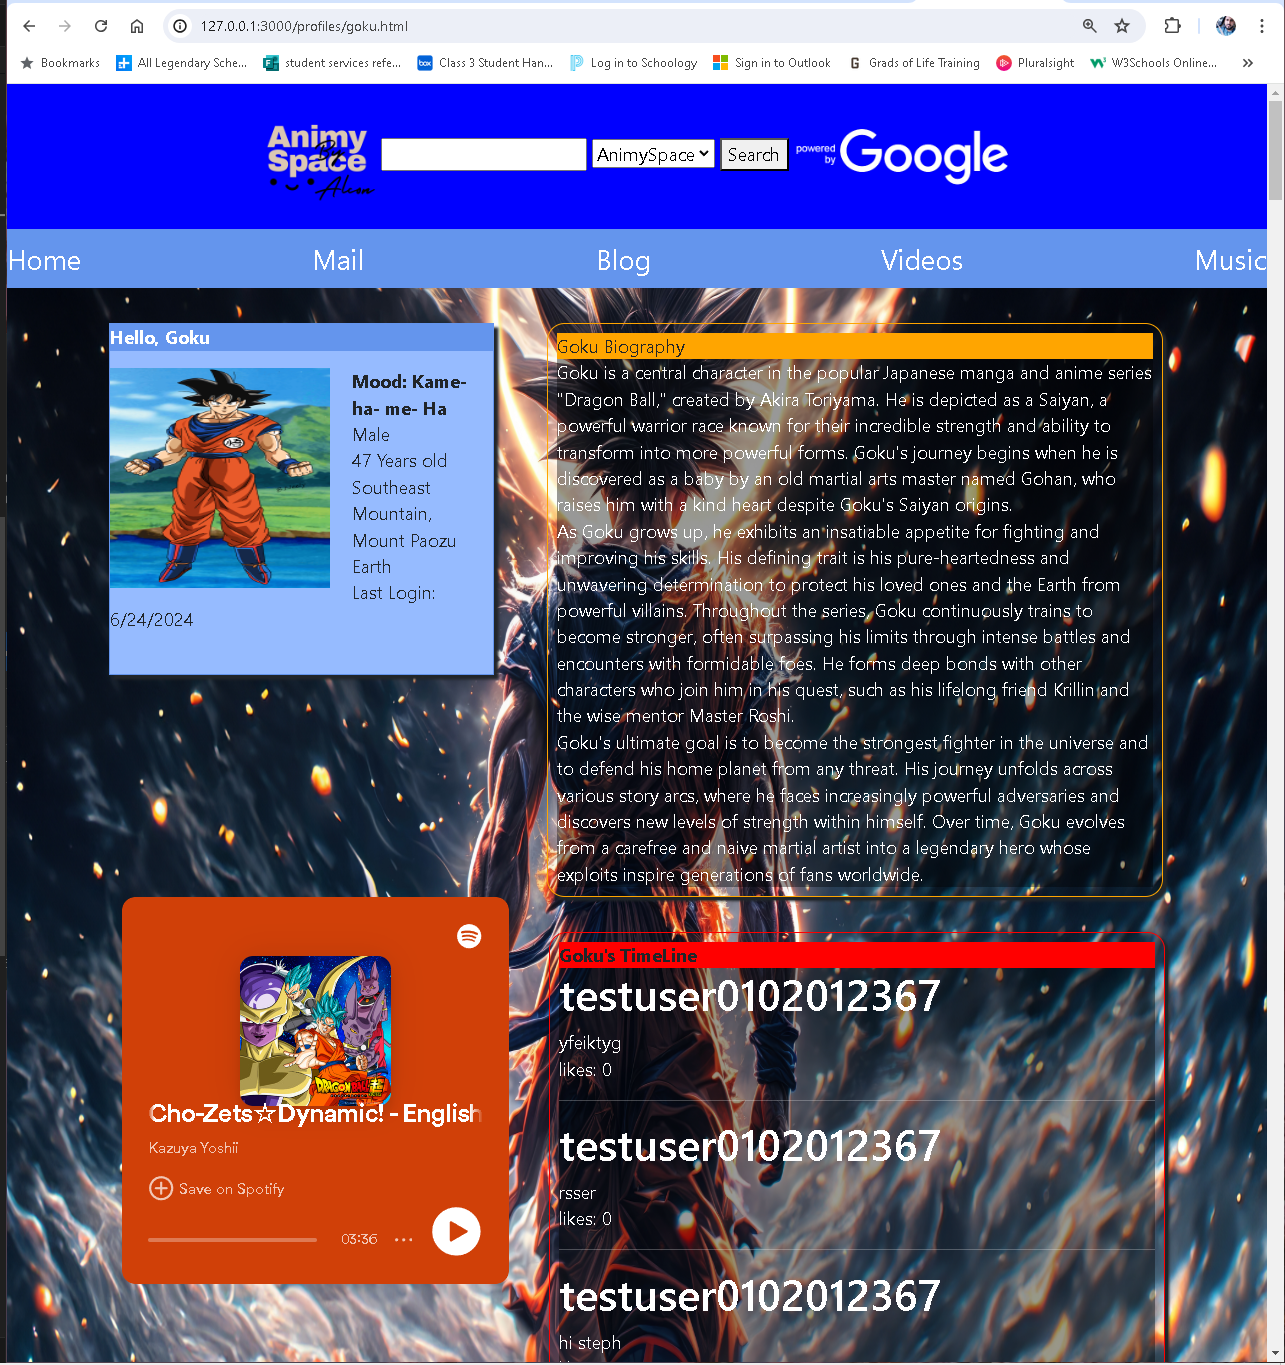 127.0.0.1:3000/profiles/goku.html
Bookmarks
All Legendary Sche...
student services refe...
Class 3 Student Han...
Log in to Schoology
Sign in to Outlook
Grads of Life Training
Pluralsight
W3Schools Online...
Animy
Space
By
Alcon
AnimySpace
Search
powered
by
Google
Home
Mail
Blog
Videos
Music
Hello, Goku
Mood: Kame-
ha- me- Ha
Male
47 Years old
Southeast
Mountain,
Mount Paozu
Earth
Last Login:
6/24/2024
Goku Biography
Goku is a central character in the popular Japanese manga and anime series
"Dragon Ball," created by Akira Toriyama. He is depicted as a Saiyan, a
powerful warrior race known for their incredible strength and ability to
transform into more powerful forms. Goku's journey begins when he is
discovered as a baby by an old martial arts master named Gohan, who
raises him with a kind heart despite Goku's Saiyan origins.
As Goku grows up, he exhibits an insatiable appetite for fighting and
improving his skills. His defining trait is his pure-heartedness and
unwavering determination to protect his loved ones and the Earth from
powerful villains. Throughout the series, Goku continuously trains to
become stronger, often surpassing his limits through intense battles and
encounters with formidable foes. He forms deep bonds with other
characters who join him in his quest, such as his lifelong friend Krillin and
the wise mentor Master Roshi.
Goku's ultimate goal is to become the strongest fighter in the universe and
to defend his home planet from any threat. His journey unfolds across
various story arcs, where he faces increasingly powerful adversaries and
discovers new levels of strength within himself. Over time, Goku evolves
from a carefree and naive martial artist into a legendary hero whose
exploits inspire generations of fans worldwide.
DRAGON BALL
Cho-Zets☆Dynamic! - English
Kazuya Yoshii
Save on Spotify
03:36
Goku's TimeLine
testuser0102012367
yfeiktyg
likes: 0
testuser0102012367
rsser
likes: 0
testuser0102012367
hi steph